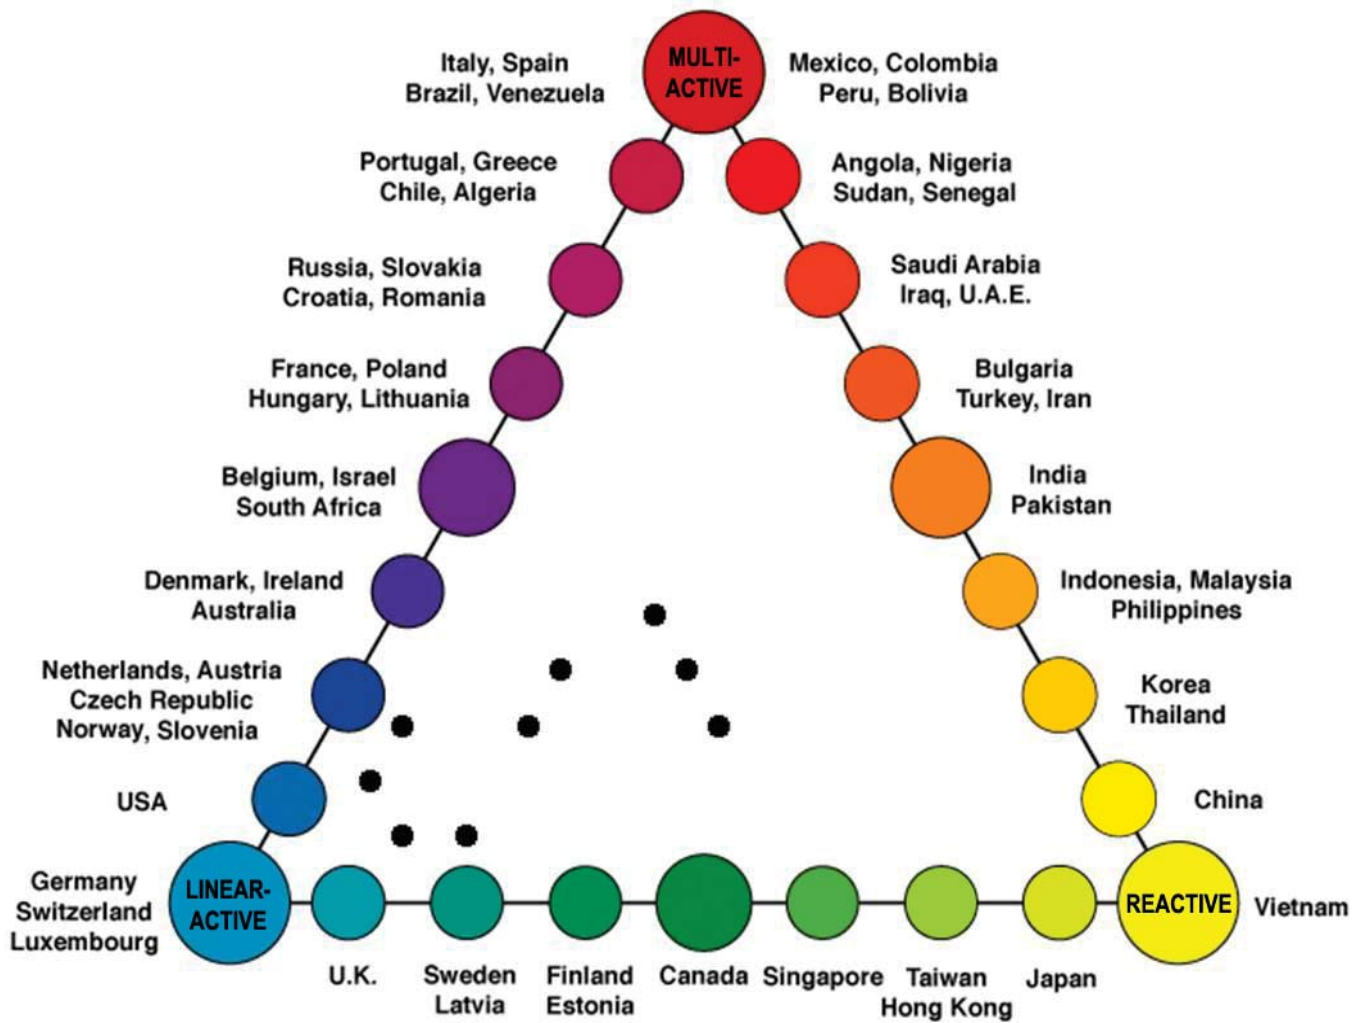 Italy, Spain
Brazil, Venezuela
MULTI-
ACTIVE
Mexico, Colombia
Peru, Bolivia
Portugal, Greece
Chile, Algeria
Angola, Nigeria
Sudan, Senegal
Russia, Slovakia
Croatia, Romania
Saudi Arabia
Iraq, U.A.E.
France, Poland
Hungary, Lithuania
Bulgaria
Turkey, Iran
Belgium, Israel
South Africa
India
Pakistan
Denmark, Ireland
Australia
Indonesia, Malaysia
Philippines
Netherlands, Austria
Czech Republic
Norway, Slovenia
Korea
Thailand
USA
China
Germany
Switzerland
Luxembourg
LINEAR-
ACTIVE
REACTIVE
Vietnam
U.K.
Sweden
Latvia
Finland
Estonia
Canada
Singapore
Taiwan
Hong Kong
Japan